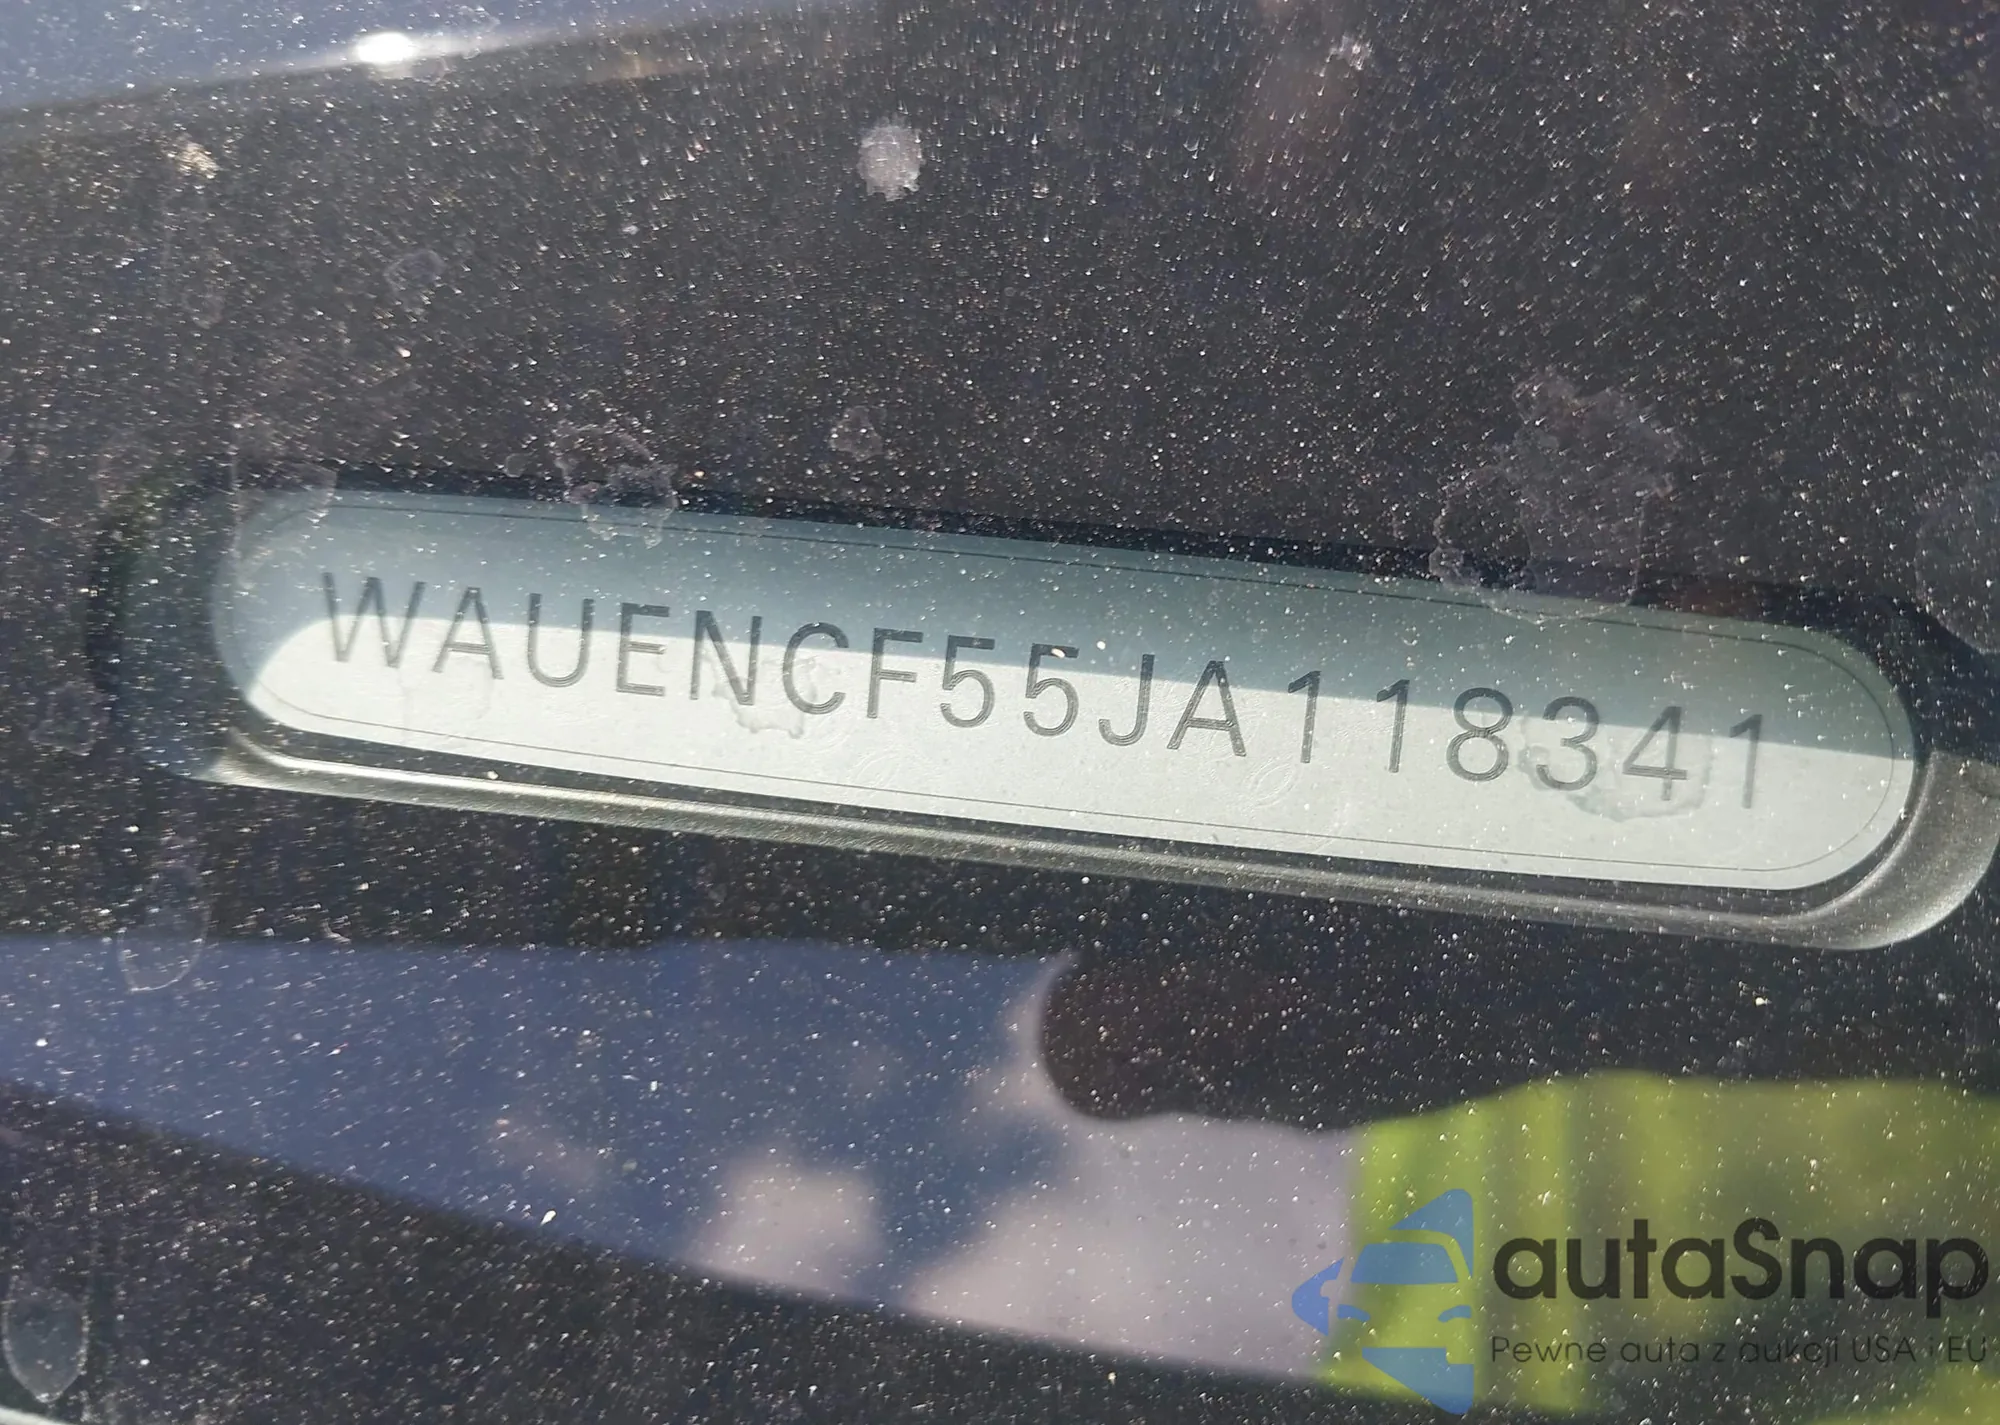 WAUENCF55JA118341
autaSnap
Pewne auta z aukcji USA i EU